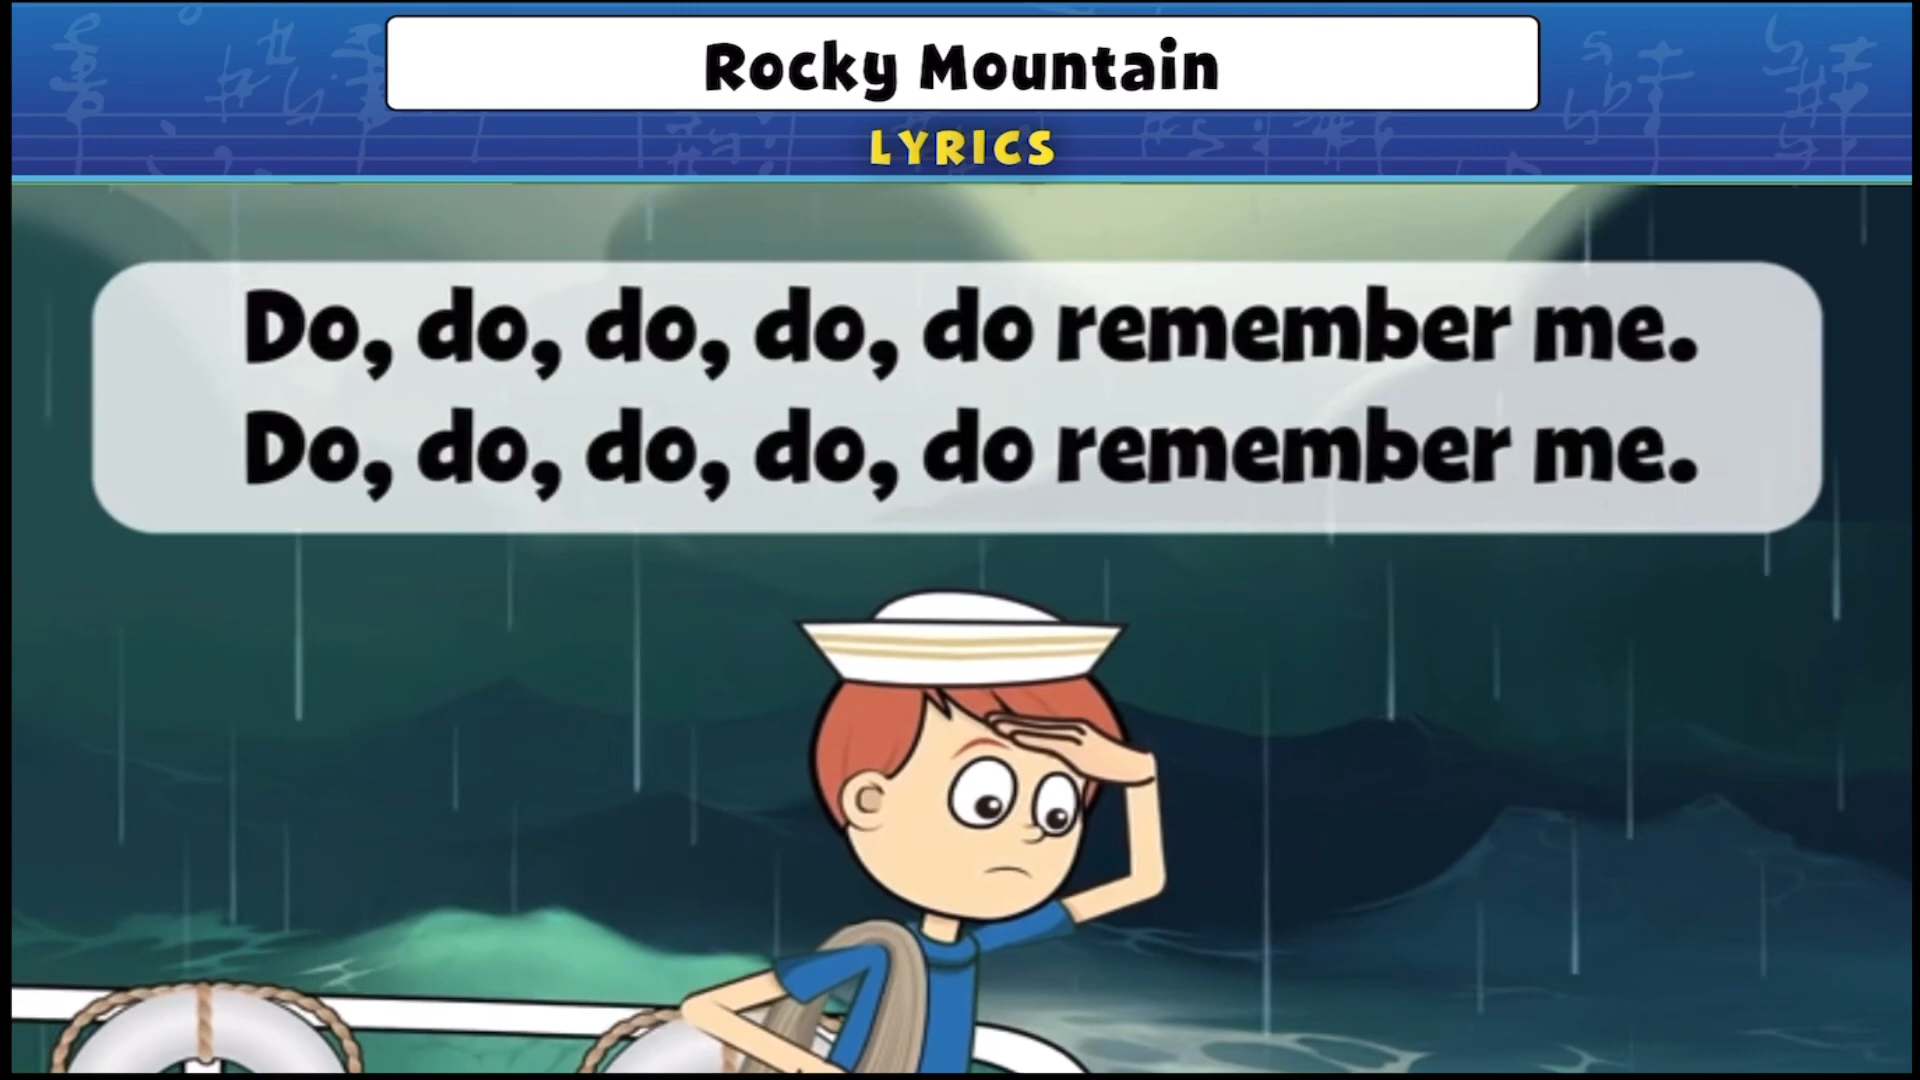 Rocky Mountain
LYRICS
Do, do, do, do, do remember me.
Do, do, do, do, do remember me.